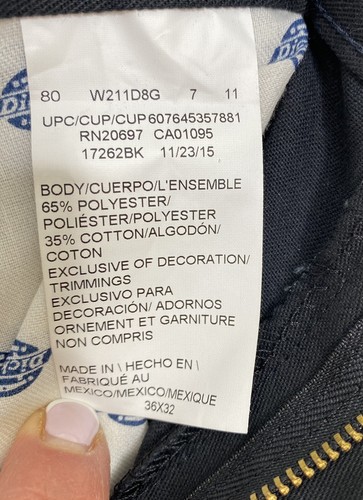 80 W211D8G 7 11
UPC/CUP/CUP607645357881
RN20697 CA01095
17262BK 11/23/15
BODY/CUERPO/L'ENSEMBLE
65% POLYESTER/
POLIÉSTER/POLYESTER
35% COTTON/ALGODÓN/
COTON
EXCLUSIVE OF DECORATION/
TRIMMINGS
EXCLUSIVO PARA
DECORACIÓN/ ADORNOS
ORNEMENT ET GARNITURE
NON COMPRIS
MADE IN \ HECHO EN \
FABRIQUÉ AU
MEXICO/MEXICO/MEXIQUE
36X32